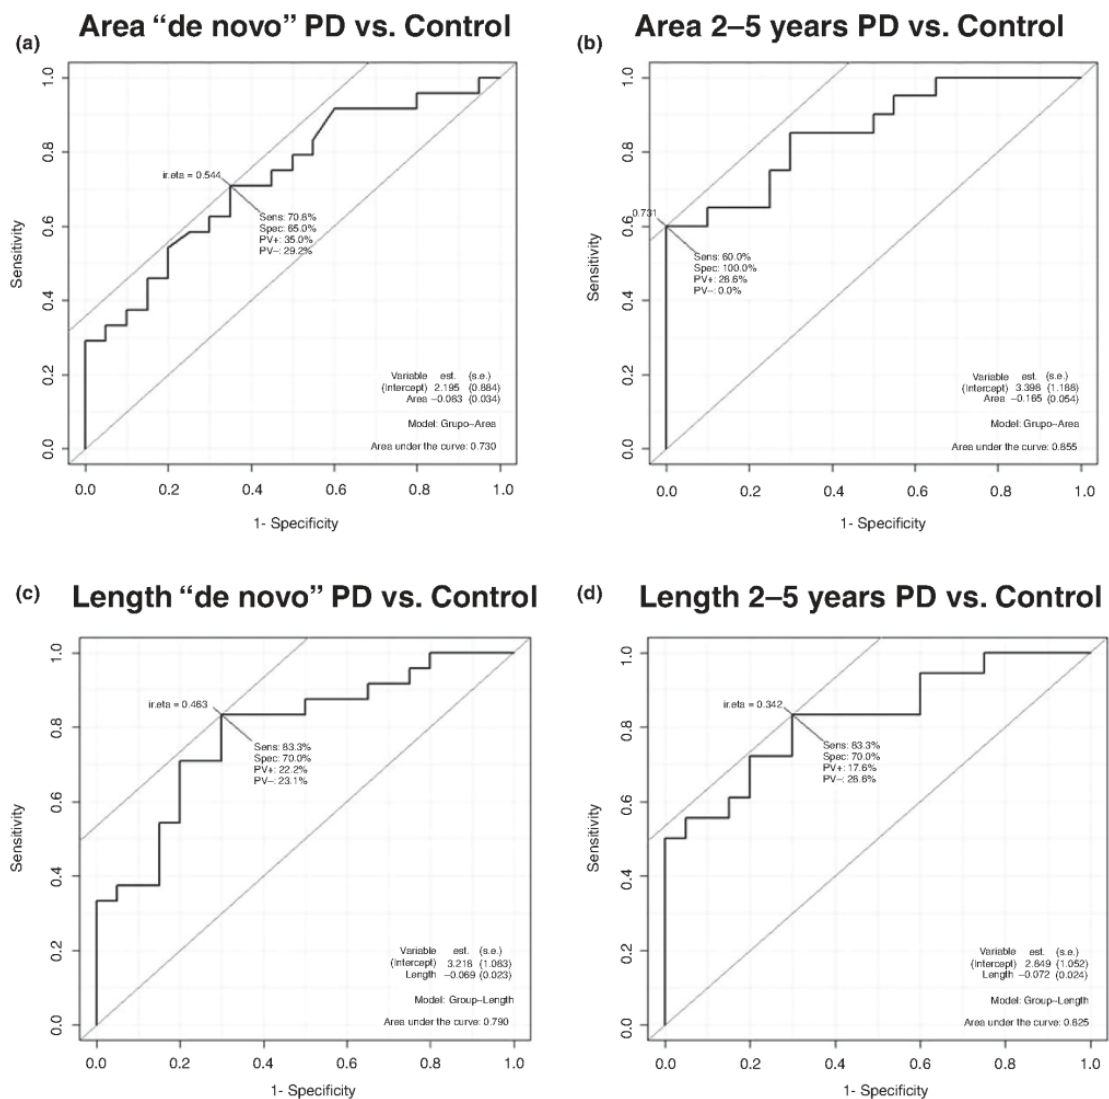 (a) Area “de novo” PD vs. Control
1.0
0.8
0.6
0.4
0.2
0.0
Sensitivity
ir.eta = 0.544
Sens: 70.8%
Spec: 65.0%
PV+: 35.0%
PV−: 29.2%
Variable est. (s.e.)
(Intercept) 2.195 (0.884)
Area −0.083 (0.034)
Model: Grupo~Area
Area under the curve: 0.730
0.0 0.2 0.4 0.6 0.8 1.0
1- Specificity
(b) Area 2–5 years PD vs. Control
1.0
0.8
0.6
0.4
0.2
0.0
Sensitivity
0.731
Sens: 60.0%
Spec: 100.0%
PV+: 28.6%
PV−: 0.0%
Variable est. (s.e.)
(Intercept) 3.398 (1.188)
Area −0.165 (0.054)
Model: Grupo~Area
Area under the curve: 0.855
0.0 0.2 0.4 0.6 0.8 1.0
1- Specificity
(c) Length “de novo” PD vs. Control
1.0
0.8
0.6
0.4
0.2
0.0
Sensitivity
ir.eta = 0.463
Sens: 83.3%
Spec: 70.0%
PV+: 22.2%
PV−: 23.1%
Variable est. (s.e.)
(Intercept) 3.218 (1.083)
Length −0.069 (0.023)
Model: Group~Length
Area under the curve: 0.790
0.0 0.2 0.4 0.6 0.8 1.0
1- Specificity
(d) Length 2–5 years PD vs. Control
1.0
0.8
0.6
0.4
0.2
0.0
Sensitivity
ir.eta = 0.342
Sens: 83.3%
Spec: 70.0%
PV+: 17.6%
PV−: 28.6%
Variable est. (s.e.)
(Intercept) 2.849 (1.052)
Length −0.072 (0.024)
Model: Group~Length
Area under the curve: 0.825
0.0 0.2 0.4 0.6 0.8 1.0
1- Specificity